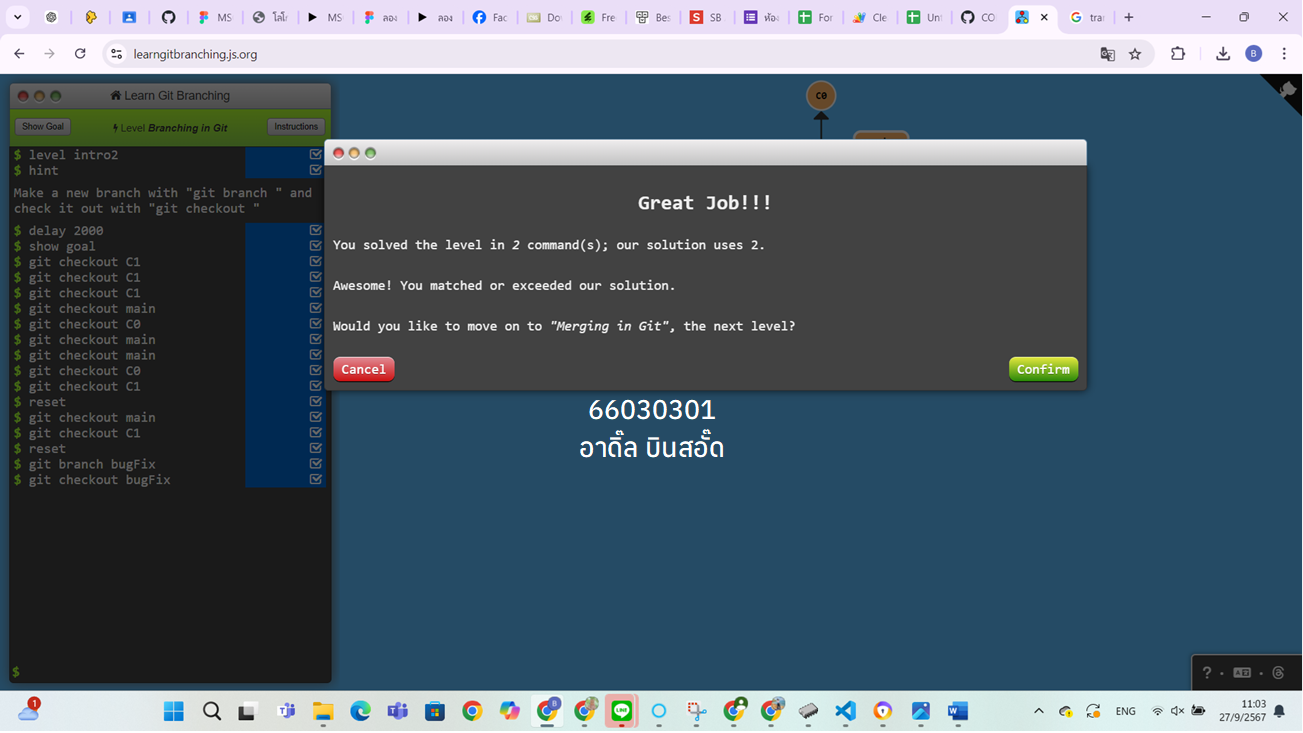 MS
โลโก
MS
ลอง
ลอง
Fac
Do
Fre
Bes
SB
ห้อง
For
Cle
Unt
CO
trar
learngitbranching.js.org
B
Learn Git Branching
Show Goal
Level Branching in Git
Instructions
$ level intro2
$ hint
Make a new branch with "git branch " and
check it out with "git checkout "
$ delay 2000
$ show goal
$ git checkout C1
$ git checkout C1
$ git checkout C1
$ git checkout main
$ git checkout C0
$ git checkout main
$ git checkout main
$ git checkout C0
$ git checkout C1
$ reset
$ git checkout main
$ git checkout C1
$ reset
$ git branch bugFix
$ git checkout bugFix
$
C0
Great Job!!!
You solved the level in 2 command(s); our solution uses 2.
Awesome! You matched or exceeded our solution.
Would you like to move on to "Merging in Git", the next level?
Cancel
Confirm
66030301
อาดิ๊ล บินสอั๊ด
?
1
ENG
11:03
27/9/2567